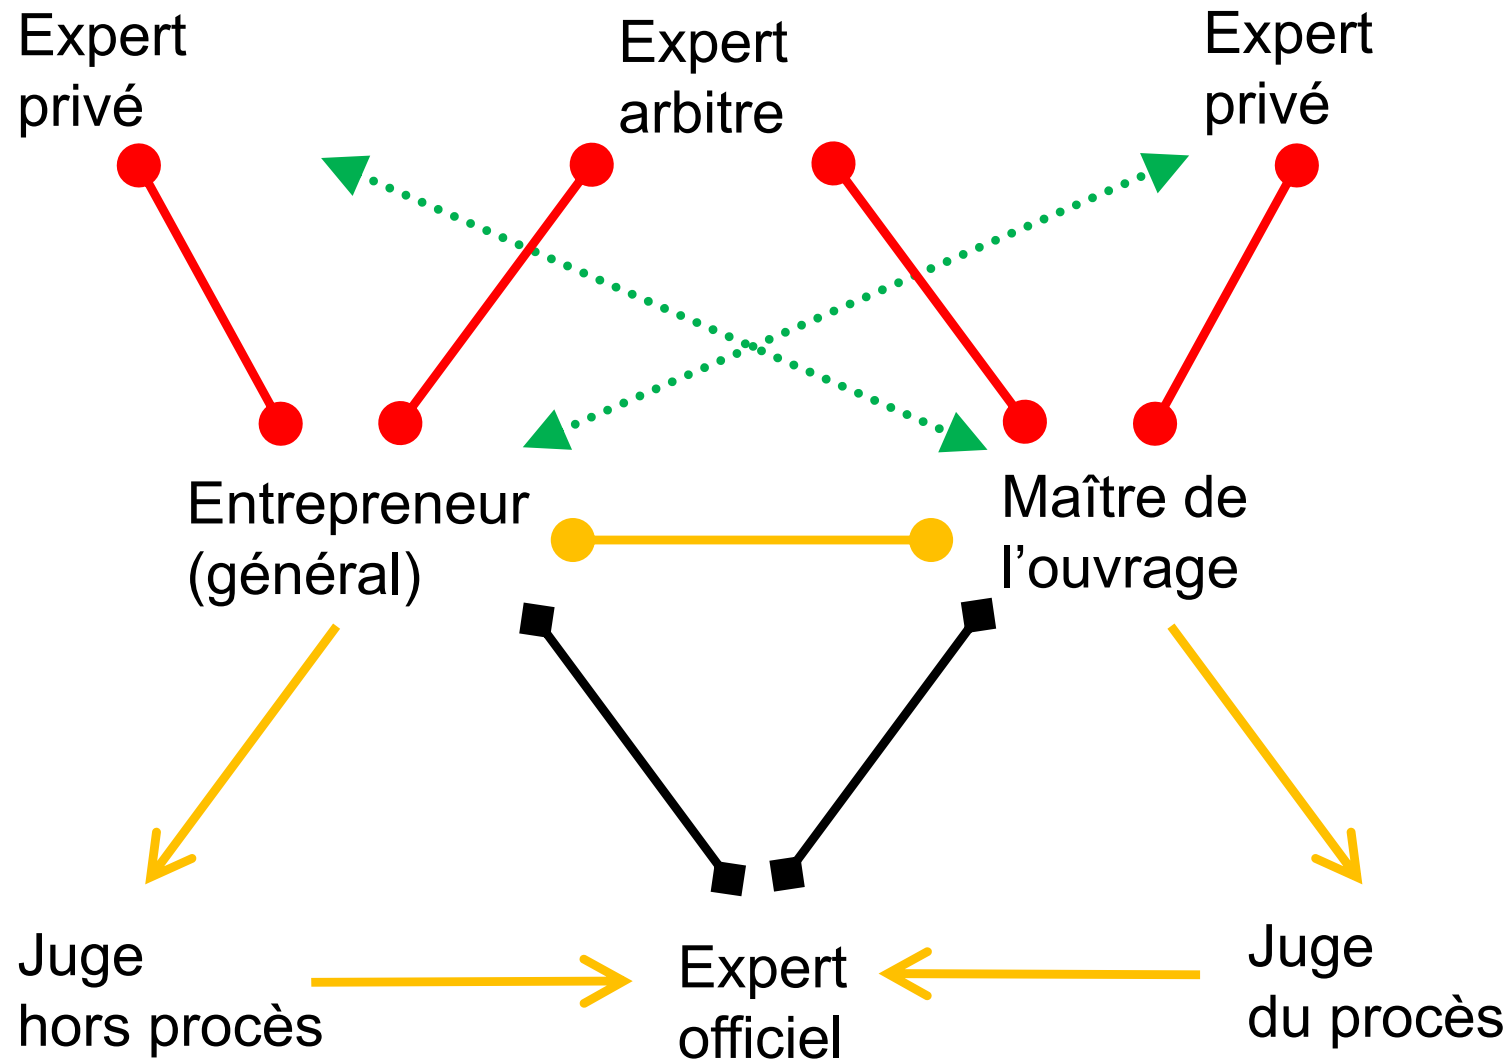 Expert
privé
Expert
arbitre
Expert
privé
Entrepreneur
(général)
Maître de
l’ouvrage
Juge
hors procès
Expert
officiel
Juge
du procès